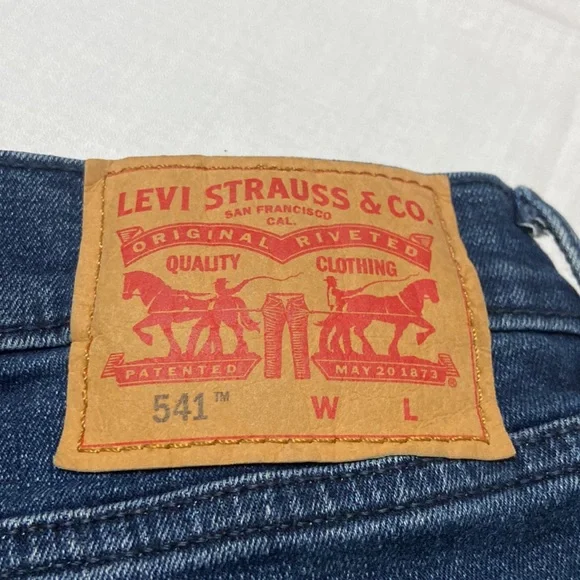 LEVI STRAUSS & CO.
SAN FRANCISCO
CAL.
ORIGINAL RIVETED
QUALITY CLOTHING
PATENTED MAY 20 1873 ®
541™ W L